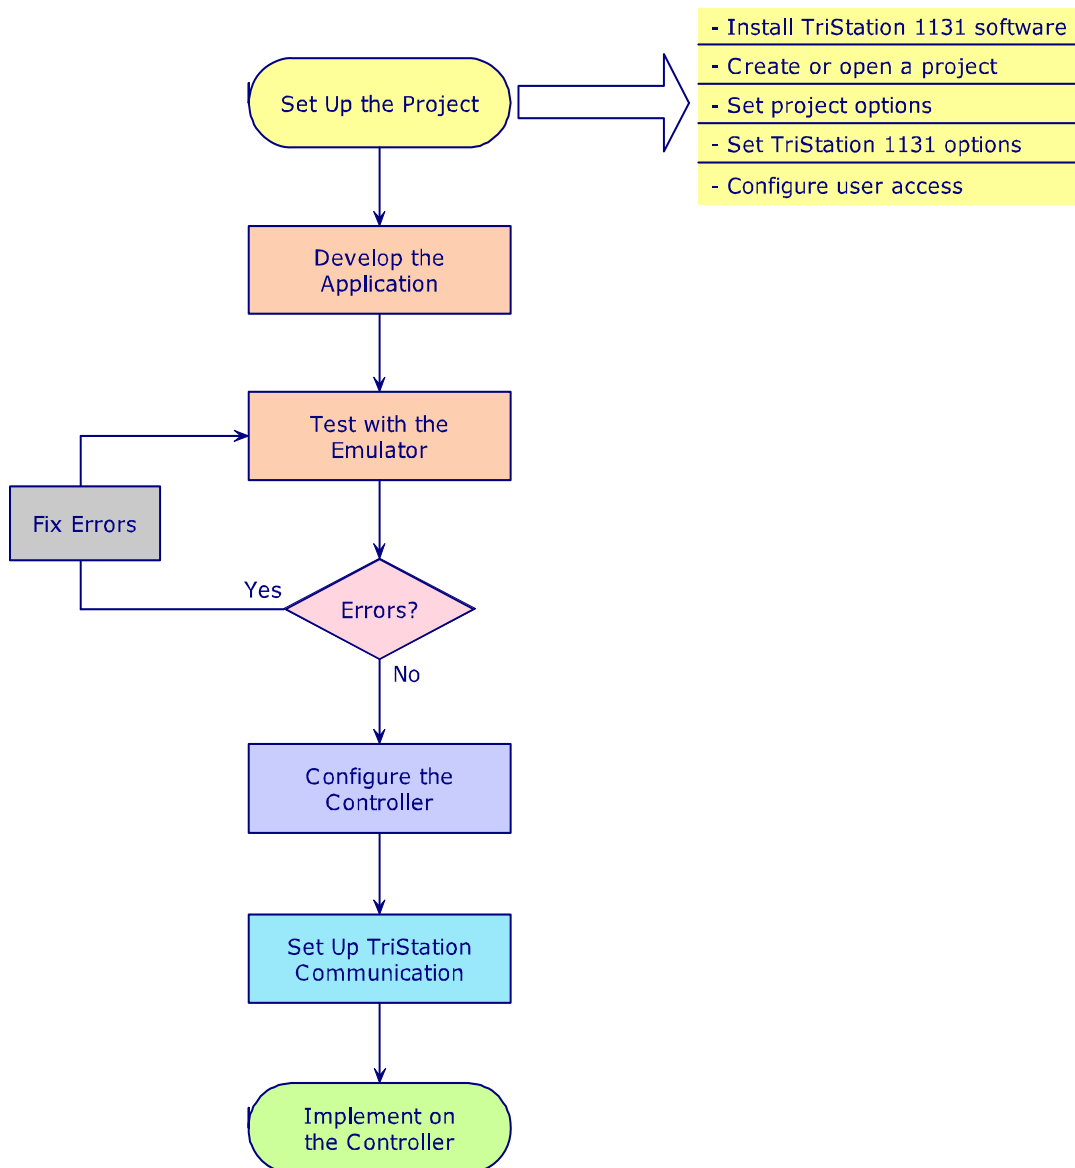 Set Up the Project
- Install TriStation 1131 software
- Create or open a project
- Set project options
- Set TriStation 1131 options
- Configure user access
Develop the
Application
Test with the
Emulator
Fix Errors
Yes
Errors?
No
Configure the
Controller
Set Up TriStation
Communication
Implement on
the Controller